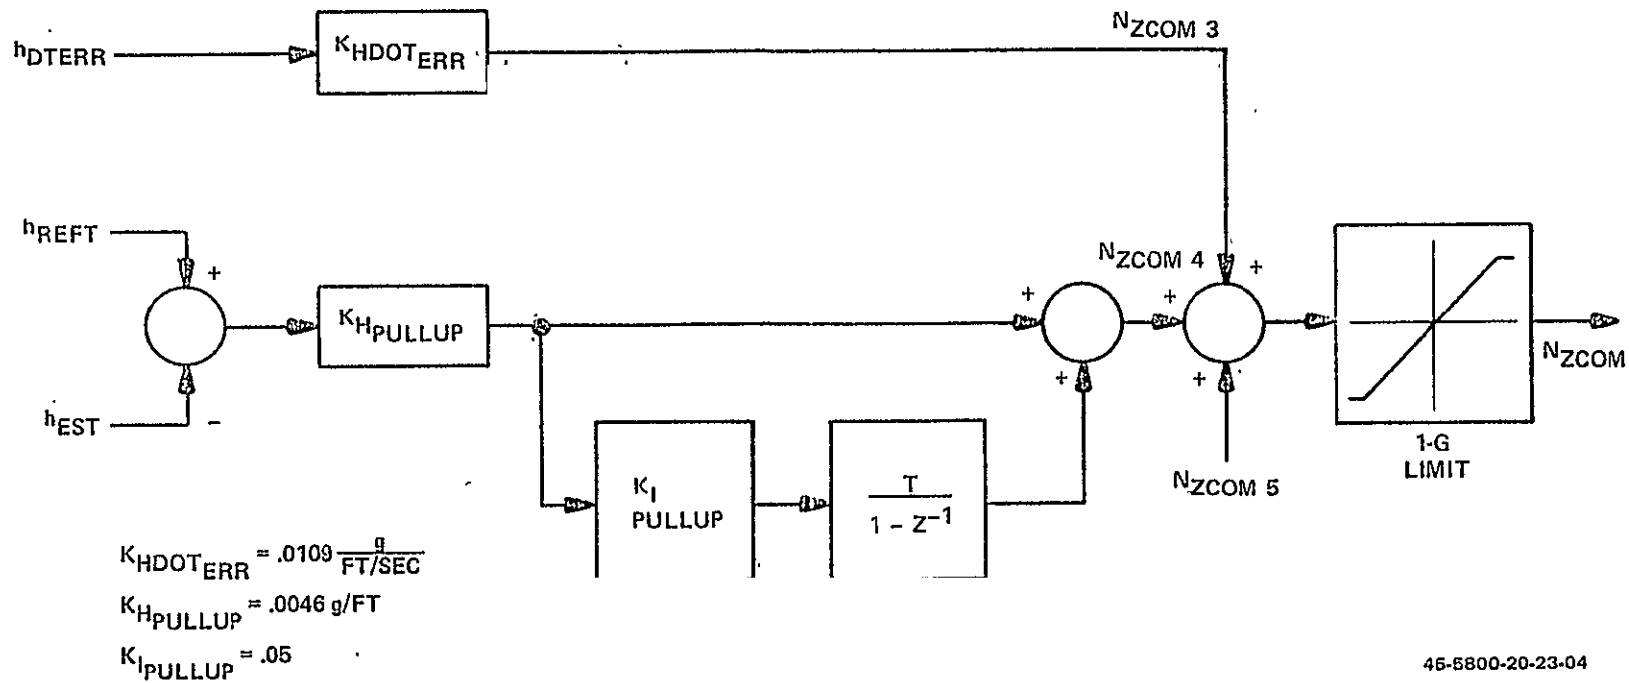 N_ZCOM 3
h_DTERR
K_HDOT_ERR
h_REFT
+
N_ZCOM 4
+
+
+
K_H_PULLUP
N_ZCOM
h_EST
−
+
+
1-G
LIMIT
N_ZCOM 5
K_I
PULLUP
T
1 − Z^−1
K_HDOT_ERR = .0109 g
FT/SEC
K_H_PULLUP = .0046 g/FT
K_I_PULLUP = .05
45-5800-20-23-04